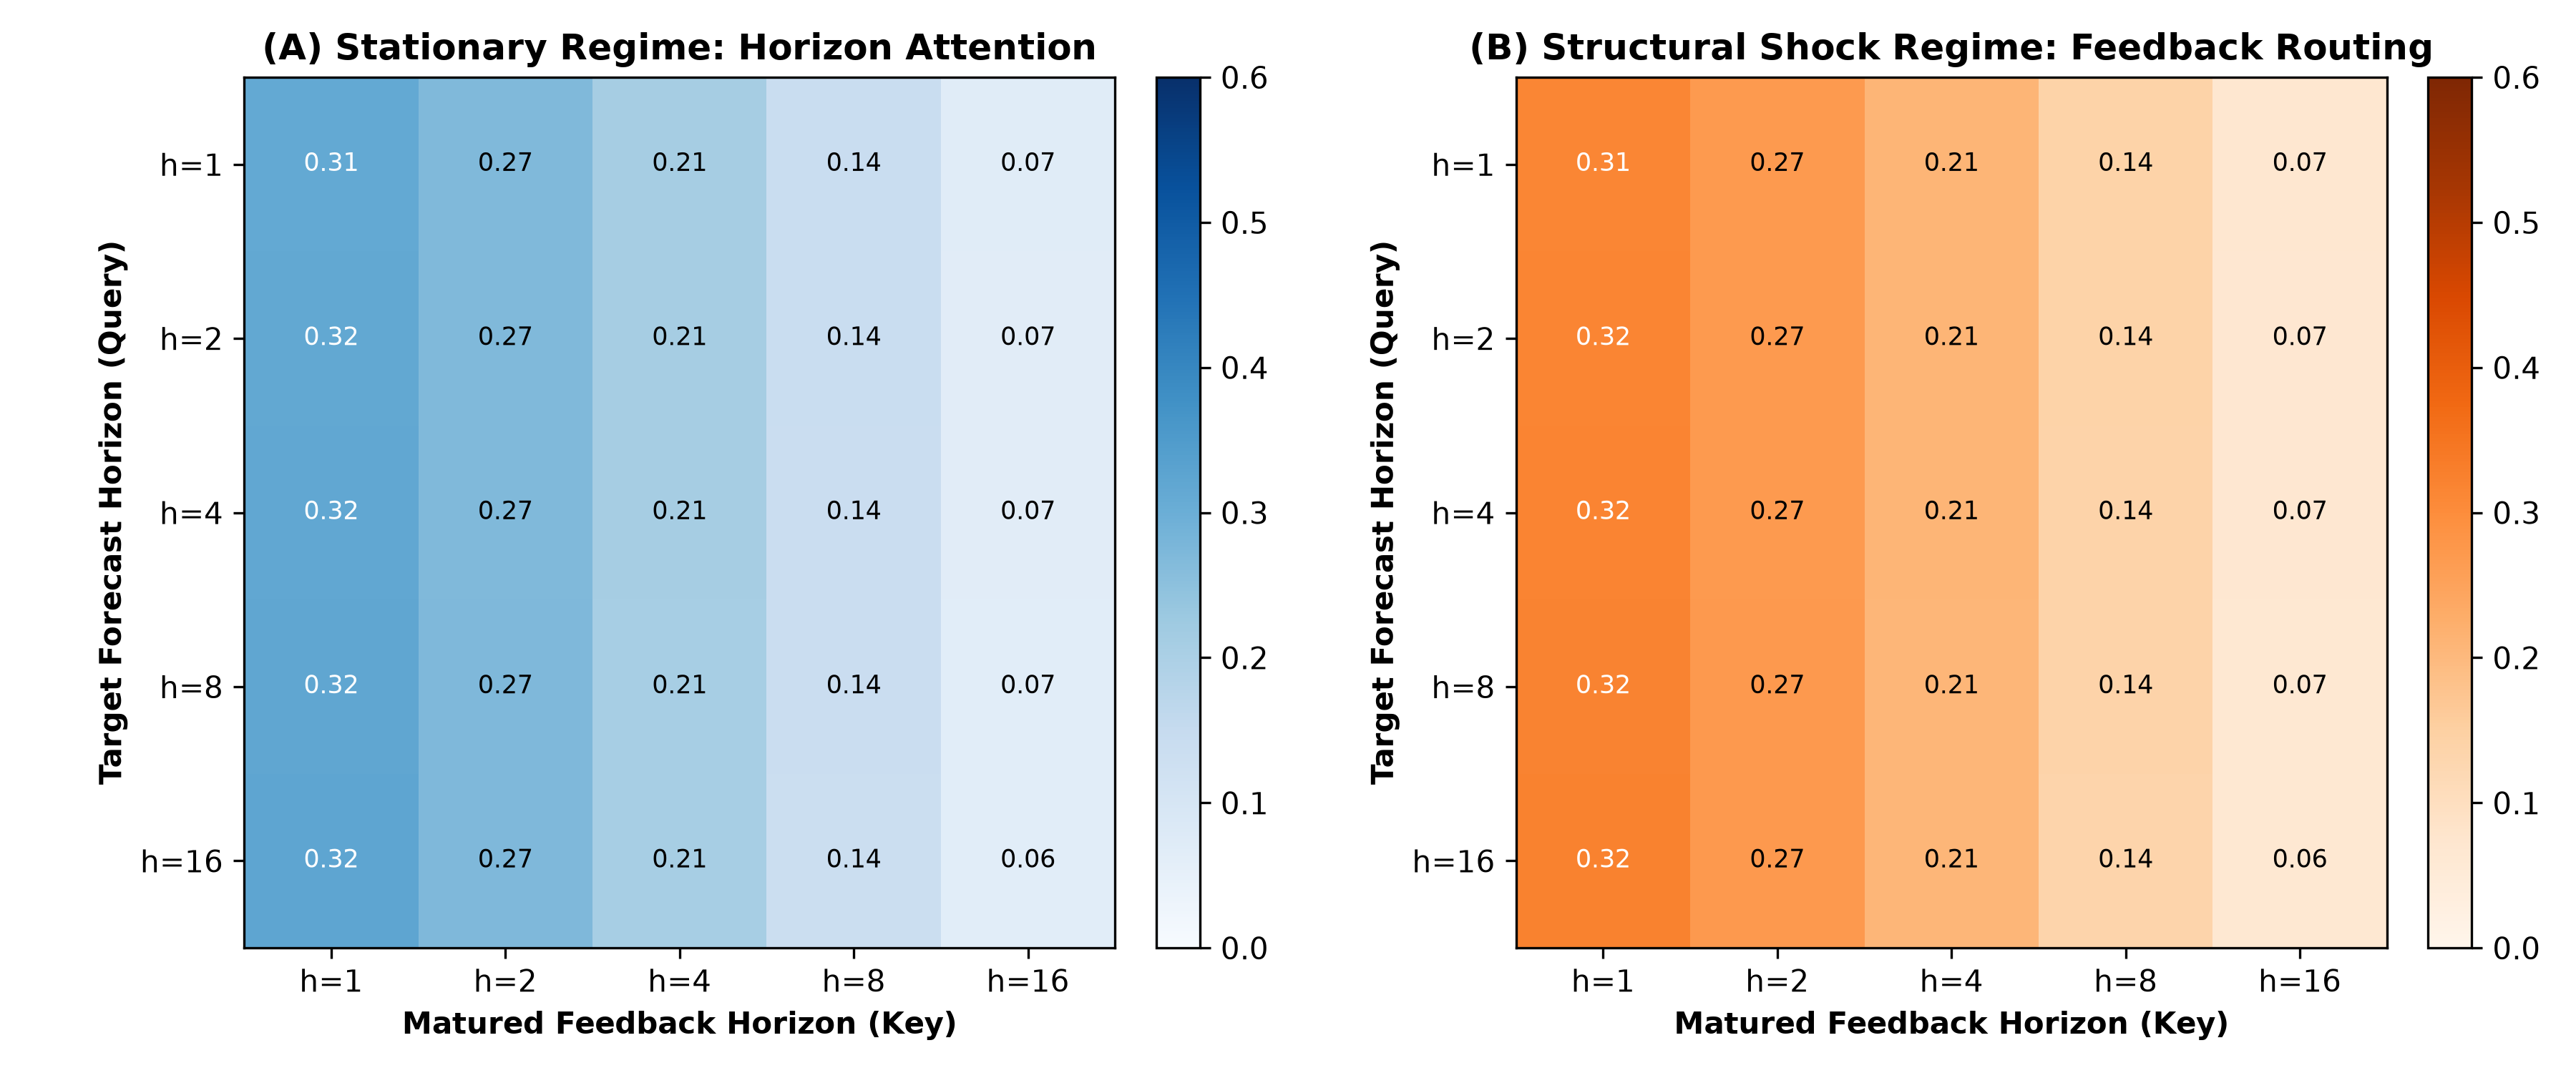 (A) Stationary Regime: Horizon Attention
Target Forecast Horizon (Query)
h=1 0.31 0.27 0.21 0.14 0.07
h=2 0.32 0.27 0.21 0.14 0.07
h=4 0.32 0.27 0.21 0.14 0.07
h=8 0.32 0.27 0.21 0.14 0.07
h=16 0.32 0.27 0.21 0.14 0.06
h=1 h=2 h=4 h=8 h=16
Matured Feedback Horizon (Key)
0.6
0.5
0.4
0.3
0.2
0.1
0.0
(B) Structural Shock Regime: Feedback Routing
Target Forecast Horizon (Query)
h=1 0.31 0.27 0.21 0.14 0.07
h=2 0.32 0.27 0.21 0.14 0.07
h=4 0.32 0.27 0.21 0.14 0.07
h=8 0.32 0.27 0.21 0.14 0.07
h=16 0.32 0.27 0.21 0.14 0.06
h=1 h=2 h=4 h=8 h=16
Matured Feedback Horizon (Key)
0.6
0.5
0.4
0.3
0.2
0.1
0.0